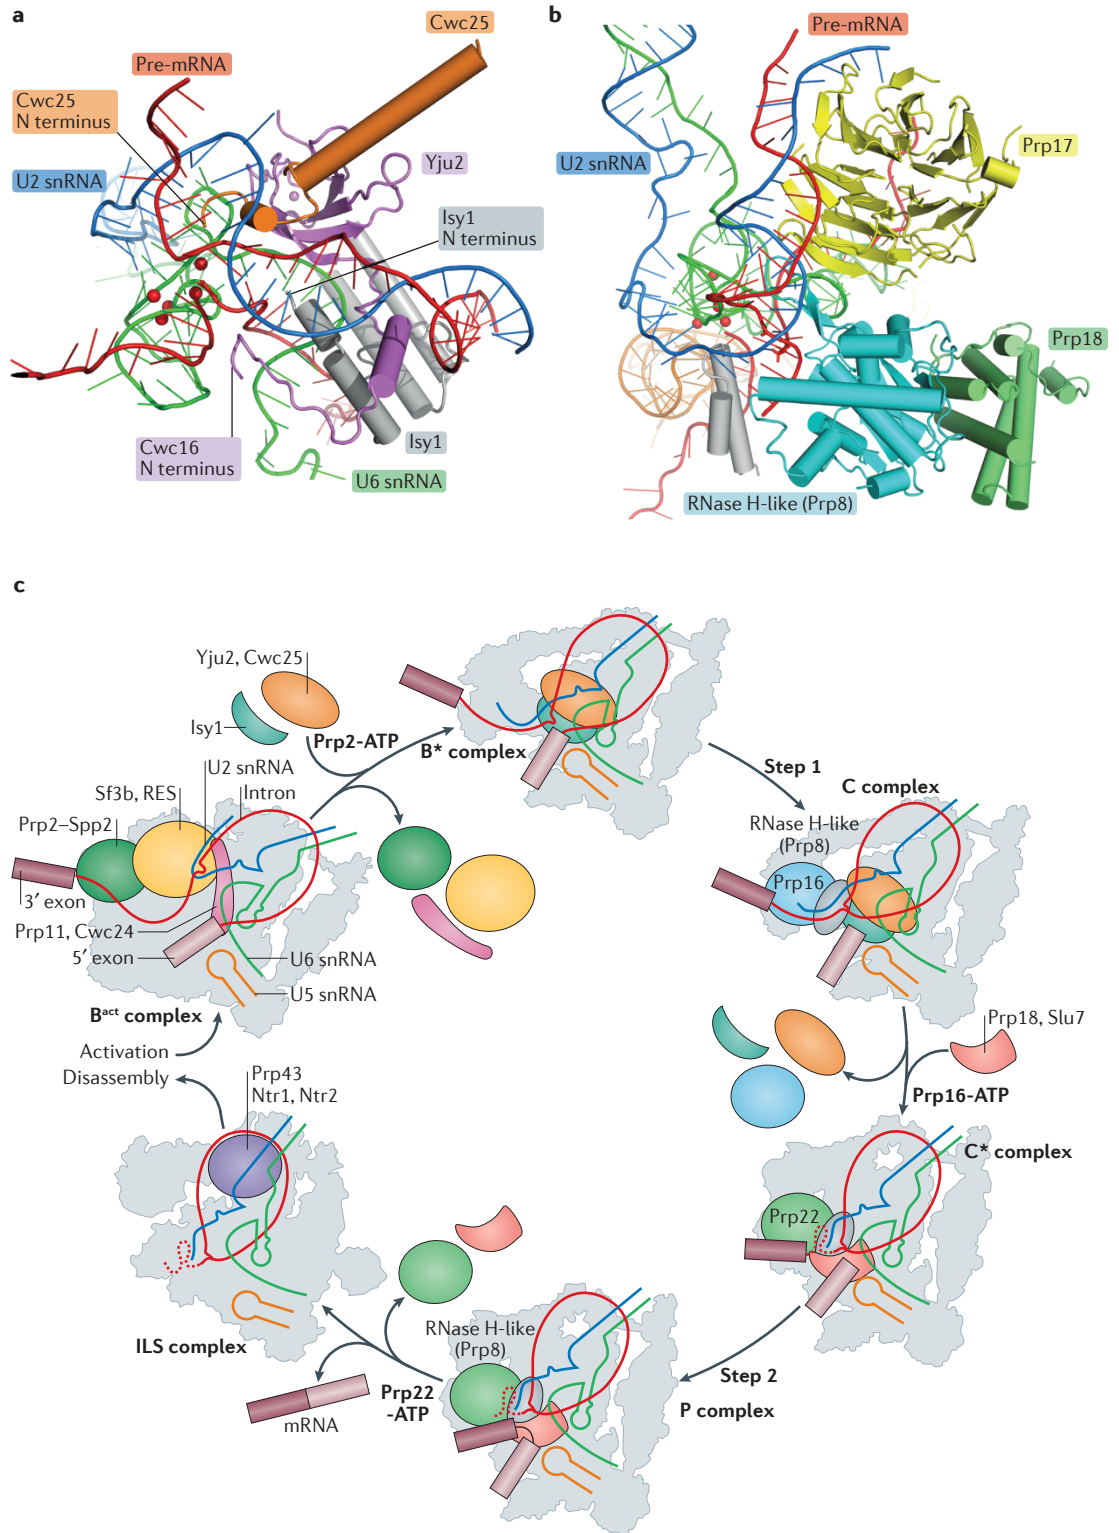 a
Cwc25
Pre-mRNA
Cwc25
N terminus
Yju2
U2 snRNA
Isy1
N terminus
Cwc16
N terminus
Isy1
U6 snRNA
b
Pre-mRNA
U2 snRNA
Prp17
Prp18
RNase H-like (Prp8)
c
Yju2, Cwc25
Isy1
Prp2-ATP
B* complex
U2 snRNA
Sf3b, RES
Intron
Prp2–Spp2
3′ exon
Prp11, Cwc24
5′ exon
U6 snRNA
U5 snRNA
Bact complex
Step 1
C complex
RNase H-like
(Prp8)
Prp16
Prp18, Slu7
Prp16-ATP
C* complex
Prp22
Step 2
P complex
RNase H-like
(Prp8)
Prp22
-ATP
mRNA
ILS complex
Prp43
Ntr1, Ntr2
Activation
Disassembly